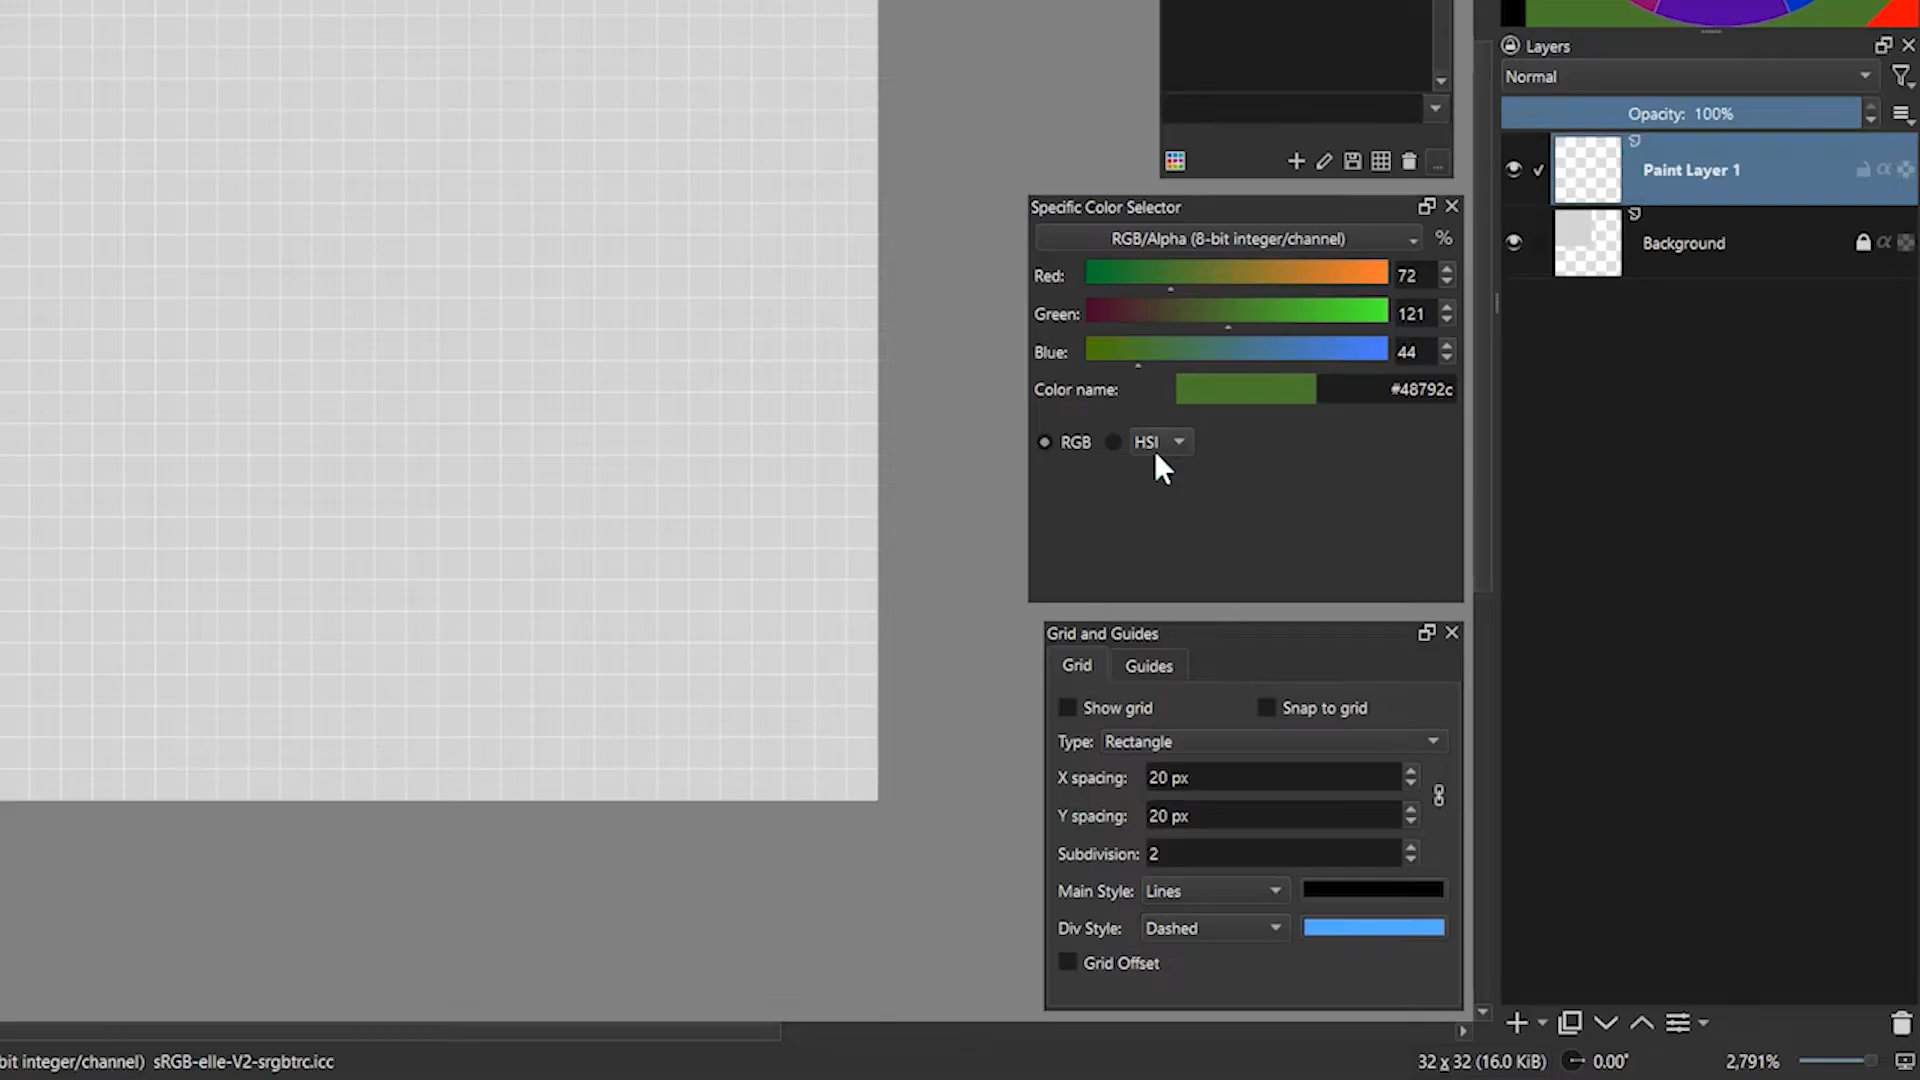 Layers
Normal
Opacity: 100%
Paint Layer 1
Background
Specific Color Selector
RGB/Alpha (8-bit integer/channel) %
Red: 72
Green: 121
Blue: 44
Color name: #48792c
RGB HSI
Grid and Guides
Grid Guides
Show grid Snap to grid
Type: Rectangle
X spacing: 20 px
Y spacing: 20 px
Subdivision: 2
Main Style: Lines
Div Style: Dashed
Grid Offset
bit integer/channel) sRGB-elle-V2-srgbtrc.icc
32 x 32 (16.0 KiB) 0.00° 2,791%